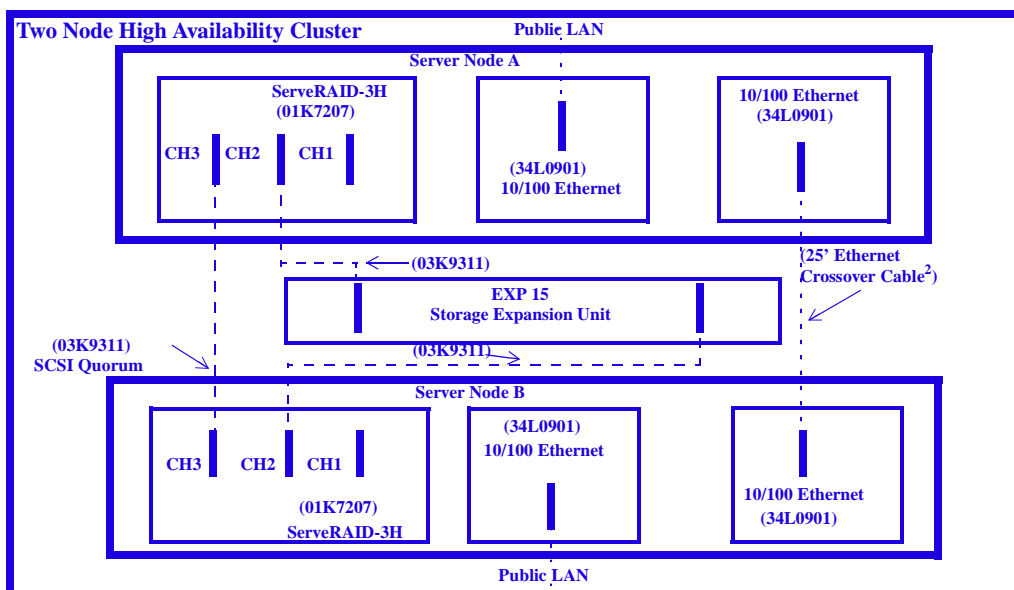 Two Node High Availability Cluster
Public LAN
Server Node A
ServeRAID-3H
(01K7207)
CH3
CH2
CH1
(34L0901)
10/100 Ethernet
10/100 Ethernet
(34L0901)
(03K9311)
(25’ Ethernet
Crossover Cable²)
EXP 15
Storage Expansion Unit
(03K9311)
(03K9311)
SCSI Quorum
Server Node B
CH3
CH2
CH1
(01K7207)
ServeRAID-3H
(34L0901)
10/100 Ethernet
10/100 Ethernet
(34L0901)
Public LAN